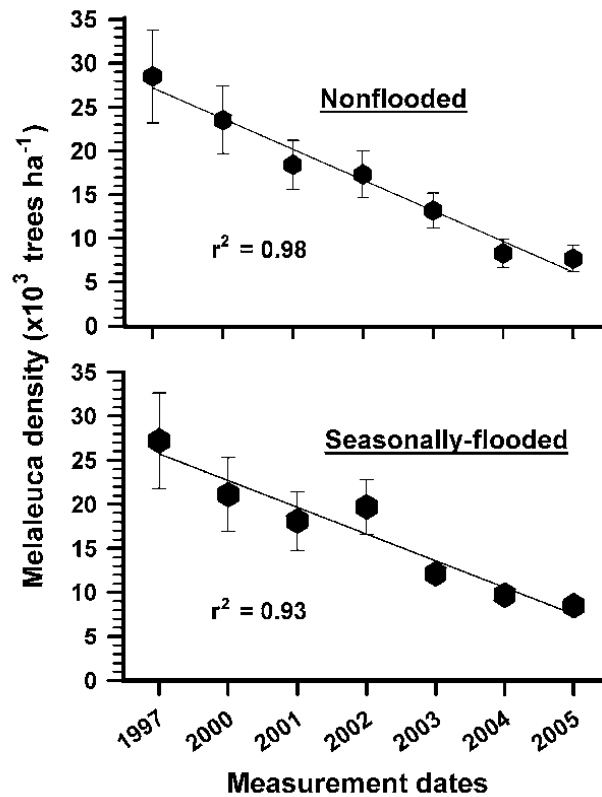 Melaleuca density (x10³ trees ha⁻¹)
35
30
25
20
15
10
5
0
Nonflooded
r² = 0.98
35
30
25
20
15
10
5
0
Seasonally-flooded
r² = 0.93
1997 2000 2001 2002 2003 2004 2005
Measurement dates